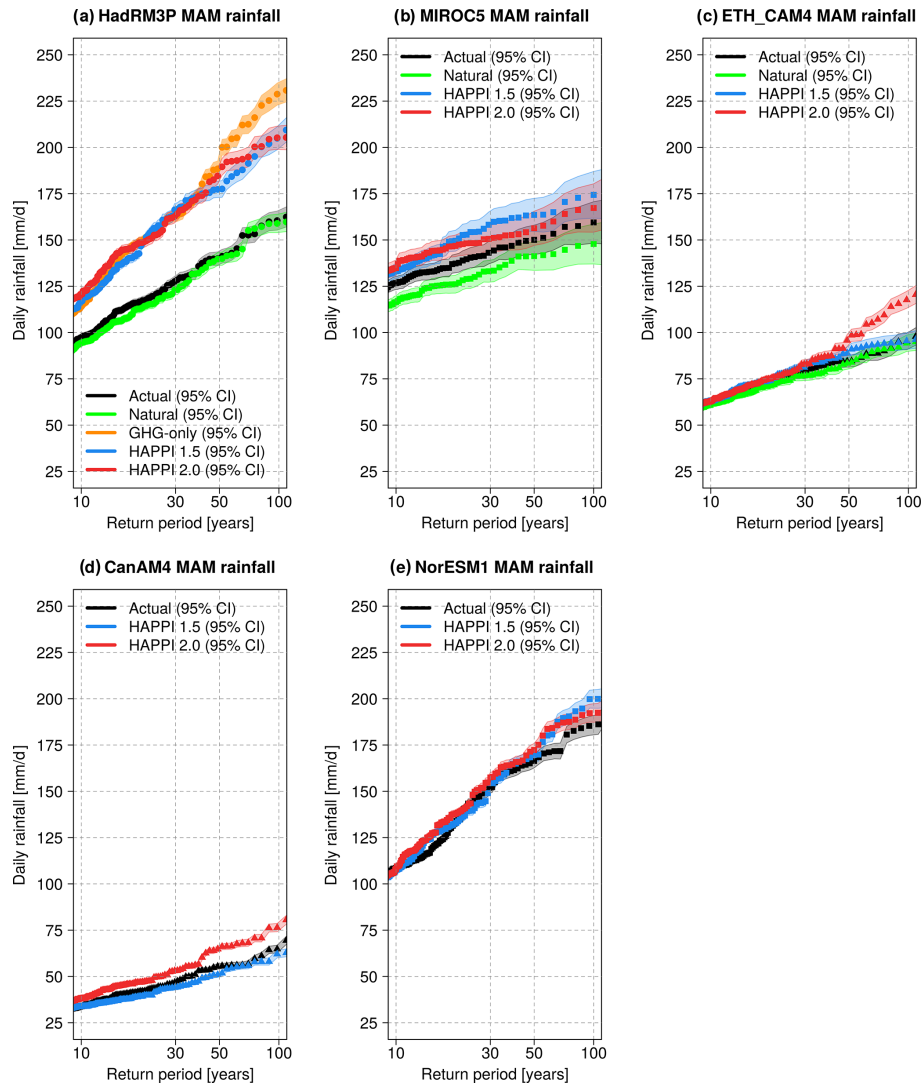 (a) HadRM3P MAM rainfall
250
225
200
175
150
125
100
75
50
25
Daily rainfall [mm/d]
Actual (95% CI)
Natural (95% CI)
GHG-only (95% CI)
HAPPI 1.5 (95% CI)
HAPPI 2.0 (95% CI)
10 30 50 100
Return period [years]
(b) MIROC5 MAM rainfall
250
225
200
175
150
125
100
75
50
25
Daily rainfall [mm/d]
Actual (95% CI)
Natural (95% CI)
HAPPI 1.5 (95% CI)
HAPPI 2.0 (95% CI)
10 30 50 100
Return period [years]
(c) ETH_CAM4 MAM rainfall
250
225
200
175
150
125
100
75
50
25
Daily rainfall [mm/d]
Actual (95% CI)
Natural (95% CI)
HAPPI 1.5 (95% CI)
HAPPI 2.0 (95% CI)
10 30 50 100
Return period [years]
(d) CanAM4 MAM rainfall
250
225
200
175
150
125
100
75
50
25
Daily rainfall [mm/d]
Actual (95% CI)
HAPPI 1.5 (95% CI)
HAPPI 2.0 (95% CI)
10 30 50 100
Return period [years]
(e) NorESM1 MAM rainfall
250
225
200
175
150
125
100
75
50
25
Daily rainfall [mm/d]
Actual (95% CI)
HAPPI 1.5 (95% CI)
HAPPI 2.0 (95% CI)
10 30 50 100
Return period [years]